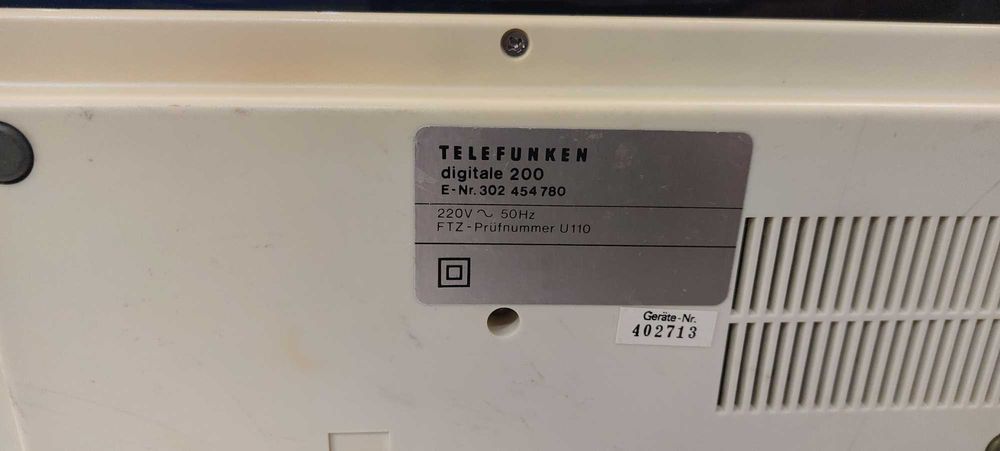 TELEFUNKEN
digitale 200
E-Nr. 302 454 780
220V ~ 50Hz
FTZ-Prüfnummer U110
Geräte-Nr.
402713